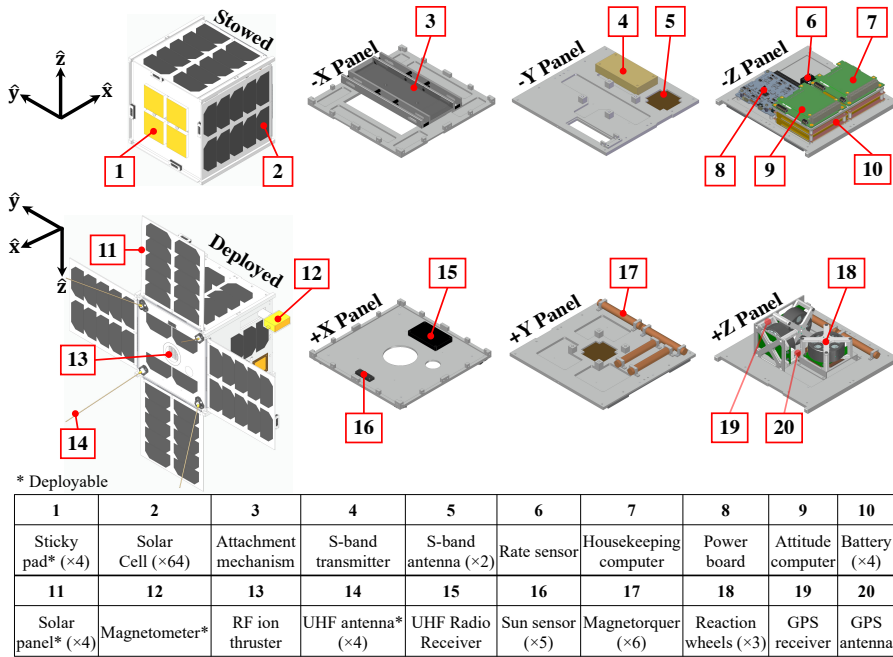 Stowed
-X Panel
-Y Panel
-Z Panel
3
4
5
6
7
ẑ
ŷ
x̂
1
2
8
9
10
ŷ
x̂
ẑ
11
Deployed
12
+X Panel
15
+Y Panel
17
+Z Panel
18
13
14
16
19
20
* Deployable
1 2 3 4 5 6 7 8 9 10
Sticky pad* (×4) Solar Cell (×64) Attachment mechanism S-band transmitter S-band antenna (×2) Rate sensor Housekeeping computer Power board Attitude computer Battery (×4)
11 12 13 14 15 16 17 18 19 20
Solar panel* (×4) Magnetometer* RF ion thruster UHF antenna* (×4) UHF Radio Receiver Sun sensor (×5) Magnetorquer (×6) Reaction wheels (×3) GPS receiver GPS antenna